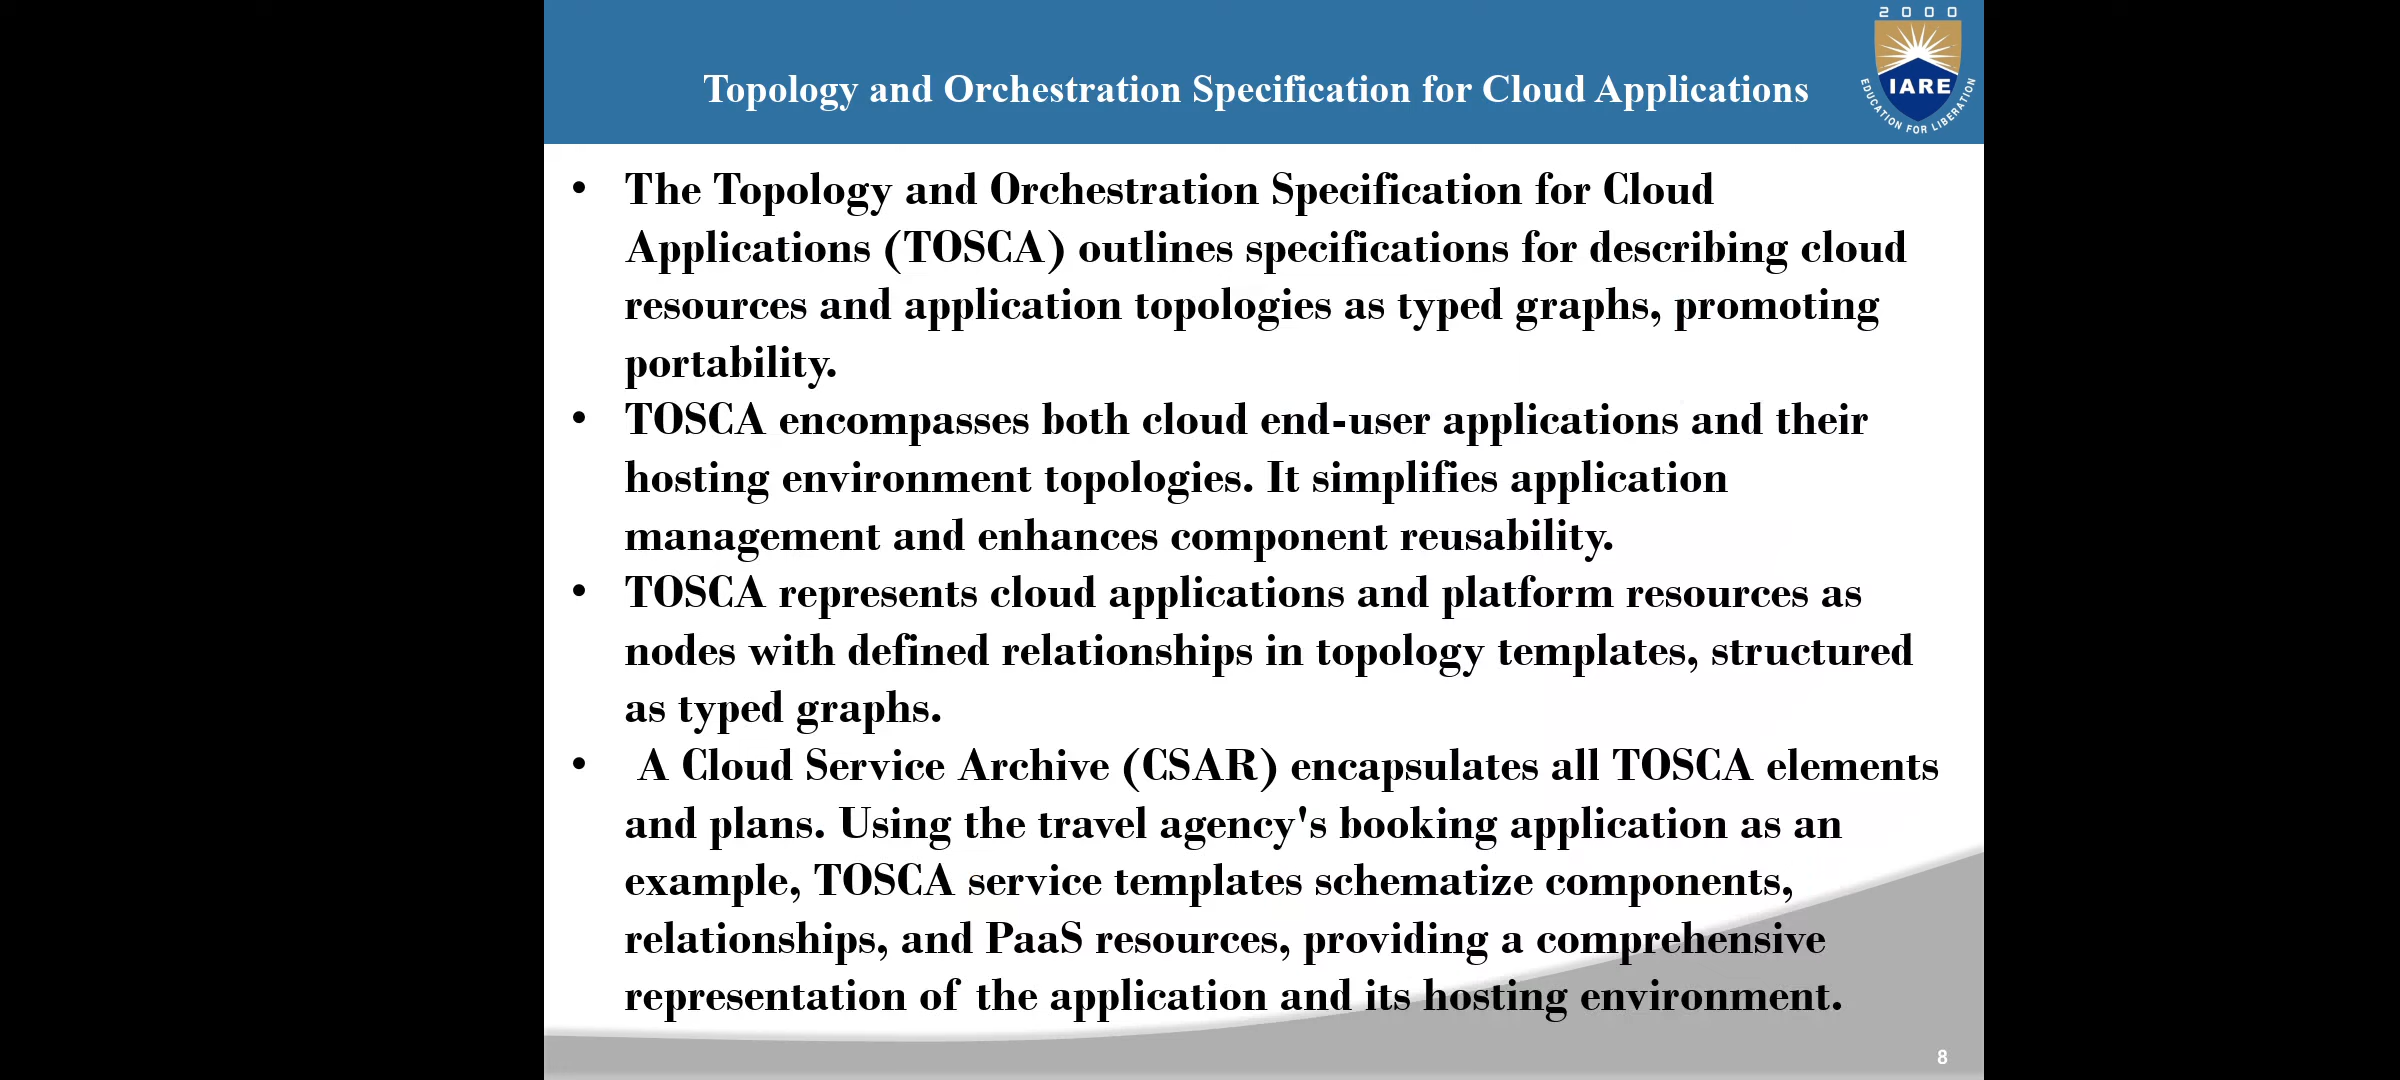 2000
IARE
EDUCATION FOR LIBERATION
Topology and Orchestration Specification for Cloud Applications
• The Topology and Orchestration Specification for Cloud
Applications (TOSCA) outlines specifications for describing cloud
resources and application topologies as typed graphs, promoting
portability.
• TOSCA encompasses both cloud end-user applications and their
hosting environment topologies. It simplifies application
management and enhances component reusability.
• TOSCA represents cloud applications and platform resources as
nodes with defined relationships in topology templates, structured
as typed graphs.
• A Cloud Service Archive (CSAR) encapsulates all TOSCA elements
and plans. Using the travel agency's booking application as an
example, TOSCA service templates schematize components,
relationships, and PaaS resources, providing a comprehensive
representation of the application and its hosting environment.
8